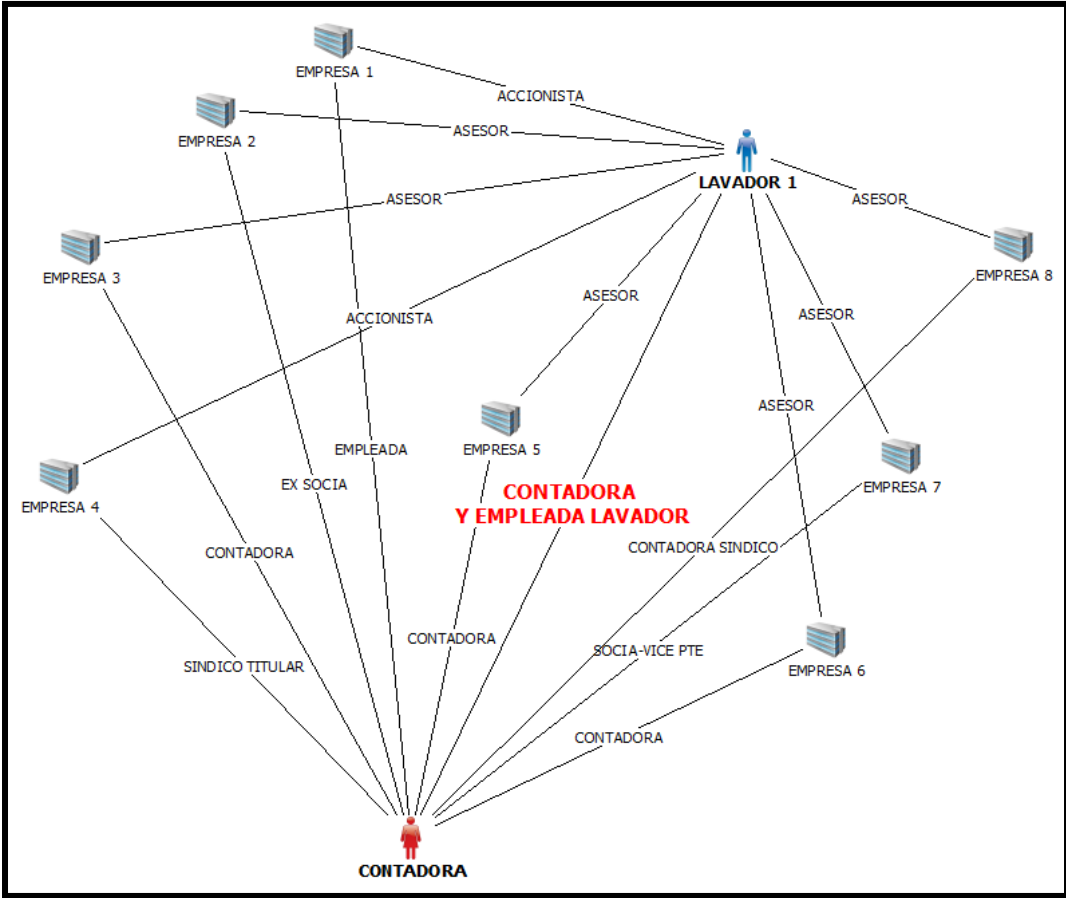 EMPRESA 1
ACCIONISTA
EMPRESA 2
ASESOR
LAVADOR 1
ASESOR
ASESOR
EMPRESA 3
EMPRESA 8
ASESOR
ACCIONISTA
ASESOR
ASESOR
EMPLEADA
EMPRESA 5
EX SOCIA
EMPRESA 7
CONTADORA
Y EMPLEADA LAVADOR
EMPRESA 4
CONTADORA
CONTADORA SINDICO
CONTADORA
SOCIA-VICE PTE
SINDICO TITULAR
EMPRESA 6
CONTADORA
CONTADORA